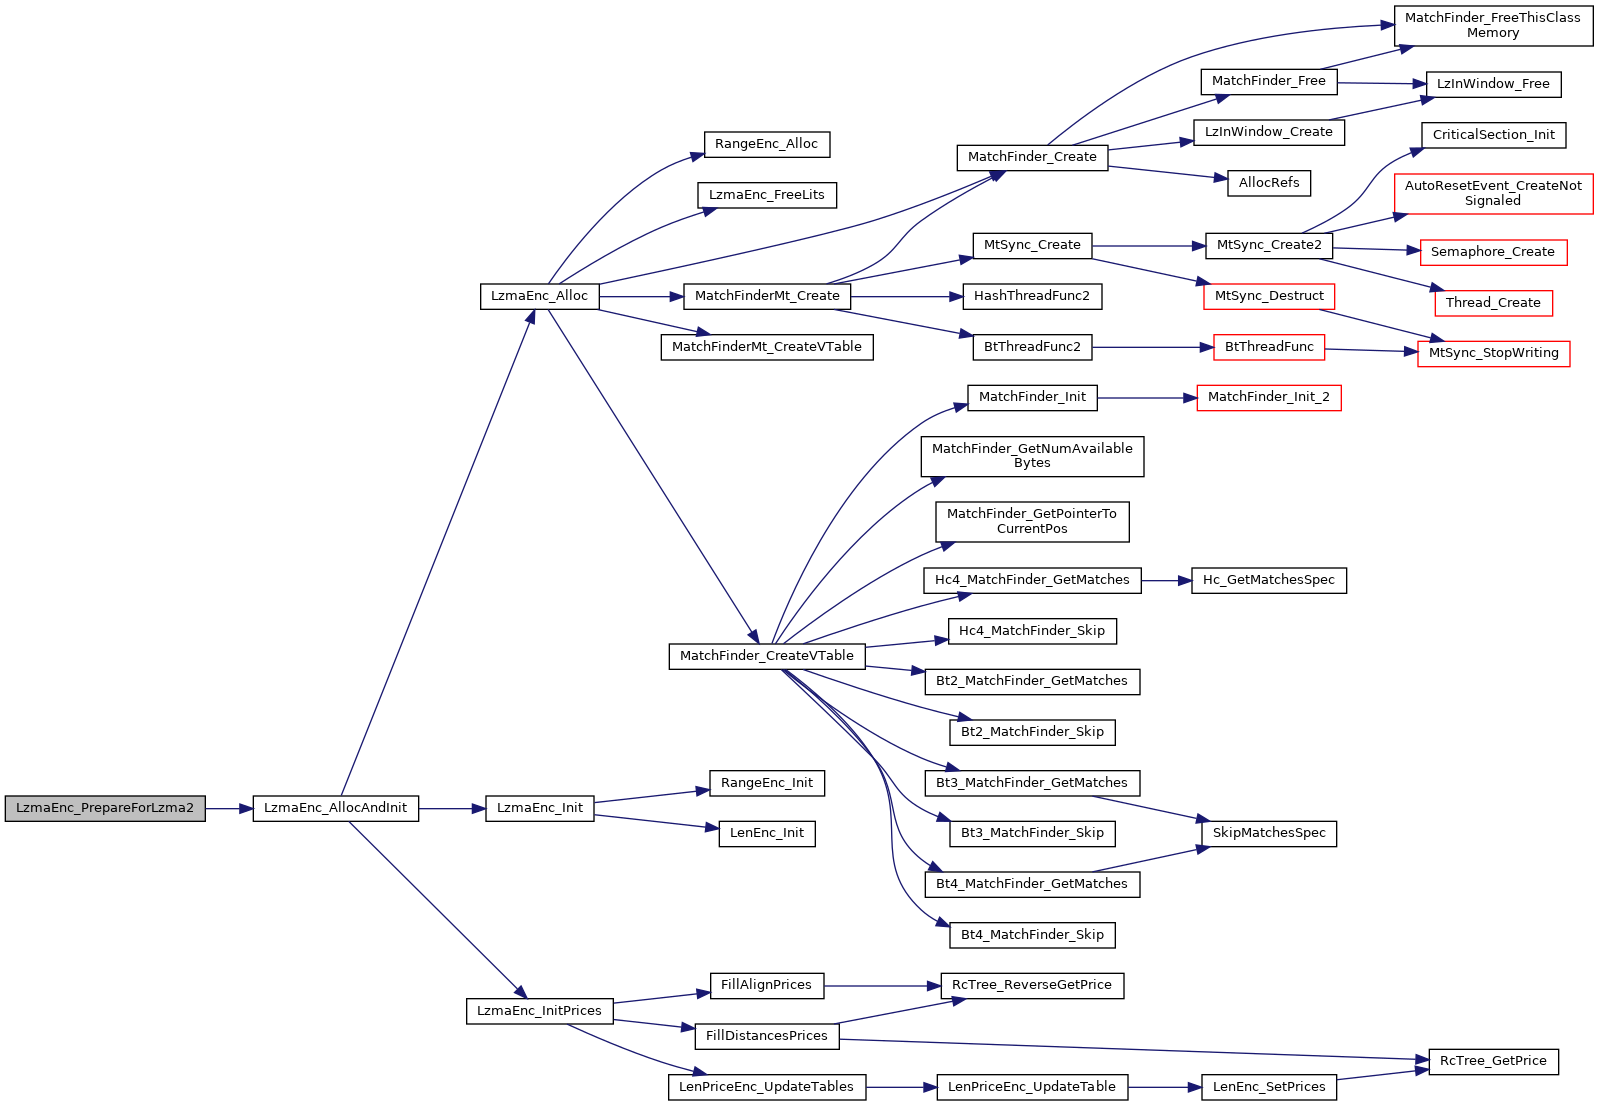 MatchFinder_FreeThisClass
Memory
MatchFinder_Free
LzInWindow_Free
LzInWindow_Create
CriticalSection_Init
RangeEnc_Alloc
MatchFinder_Create
AllocRefs
LzmaEnc_FreeLits
AutoResetEvent_CreateNot
Signaled
MtSync_Create
MtSync_Create2
Semaphore_Create
LzmaEnc_Alloc
MatchFinderMt_Create
HashThreadFunc2
MtSync_Destruct
Thread_Create
MatchFinderMt_CreateVTable
BtThreadFunc2
BtThreadFunc
MtSync_StopWriting
MatchFinder_Init
MatchFinder_Init_2
MatchFinder_GetNumAvailable
Bytes
MatchFinder_GetPointerTo
CurrentPos
Hc4_MatchFinder_GetMatches
Hc_GetMatchesSpec
Hc4_MatchFinder_Skip
MatchFinder_CreateVTable
Bt2_MatchFinder_GetMatches
Bt2_MatchFinder_Skip
RangeEnc_Init
Bt3_MatchFinder_GetMatches
LzmaEnc_PrepareForLzma2
LzmaEnc_AllocAndInit
LzmaEnc_Init
LenEnc_Init
Bt3_MatchFinder_Skip
SkipMatchesSpec
Bt4_MatchFinder_GetMatches
Bt4_MatchFinder_Skip
FillAlignPrices
RcTree_ReverseGetPrice
LzmaEnc_InitPrices
FillDistancesPrices
RcTree_GetPrice
LenPriceEnc_UpdateTables
LenPriceEnc_UpdateTable
LenEnc_SetPrices